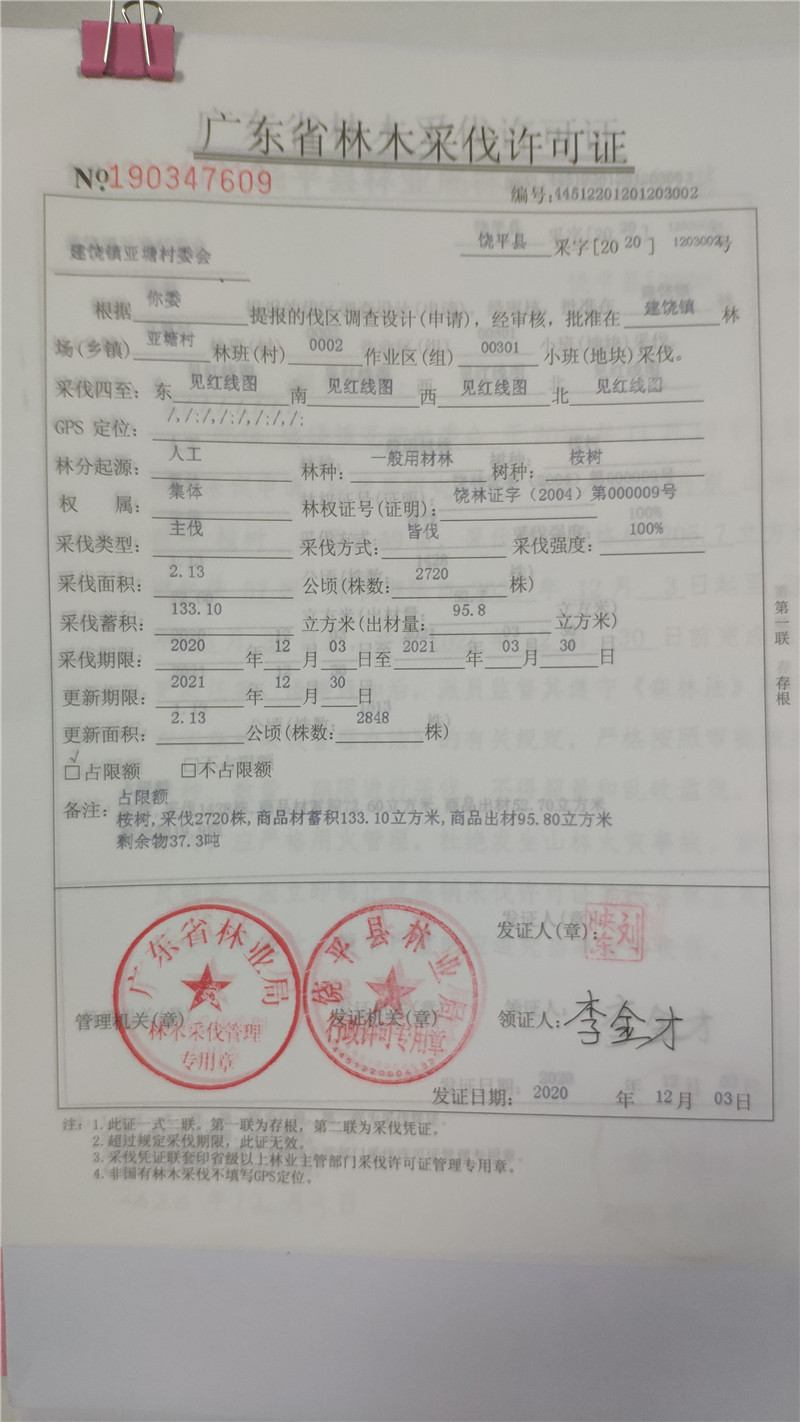 广东省林木采伐许可证
№190347609
编号:44512201201203002
建饶镇亚塘村委会
饶平县 采字[20 20 ] 1203002号
根据 你委 提报的伐区调查设计(申请)，经审核，批准在 建饶镇 林
场(乡镇) 亚塘村 林班(村) 0002 作业区(组) 00301 小班(地块)采伐。
采伐四至: 东 见红线图 南 见红线图 西 见红线图 北 见红线图
GPS 定位: /,/:/,/:/,/:/,/:
林分起源: 人工 林种: 一般用材林 树种: 桉树
权 属: 集体 林权证号(证明): 饶林证字（2004）第000009号
采伐类型: 主伐 采伐方式: 皆伐 采伐强度: 100%
采伐面积: 2.13 公顷(株数: 2720 株)
采伐蓄积: 133.10 立方米(出材量: 95.8 立方米)
采伐期限: 2020 年 12 月 03 日至 2021 年 03 月 30 日
更新期限: 2021 年 12 月 30 日
更新面积: 2.13 公顷(株数: 2848 株)
√
□占限额 □不占限额
备注: 占限额
桉树,采伐2720株,商品材蓄积133.10立方米,商品出材95.80立方米
剩余物37.3吨
第一联 存根
广东省林业局
林木采伐管理
专用章
管理机关(章)
饶平县林业局
行政许可专用章
发证机关(章)
发证人(章):
刘映东
领证人: 李金才
发证日期: 2020 年 12 月 03 日
注: 1.此证一式二联。第一联为存根，第二联为采伐凭证。
2.超过规定采伐期限，此证无效。
3.采伐凭证联套印省级以上林业主管部门采伐许可证管理专用章。
4.非国有林木采伐不填写GPS定位。